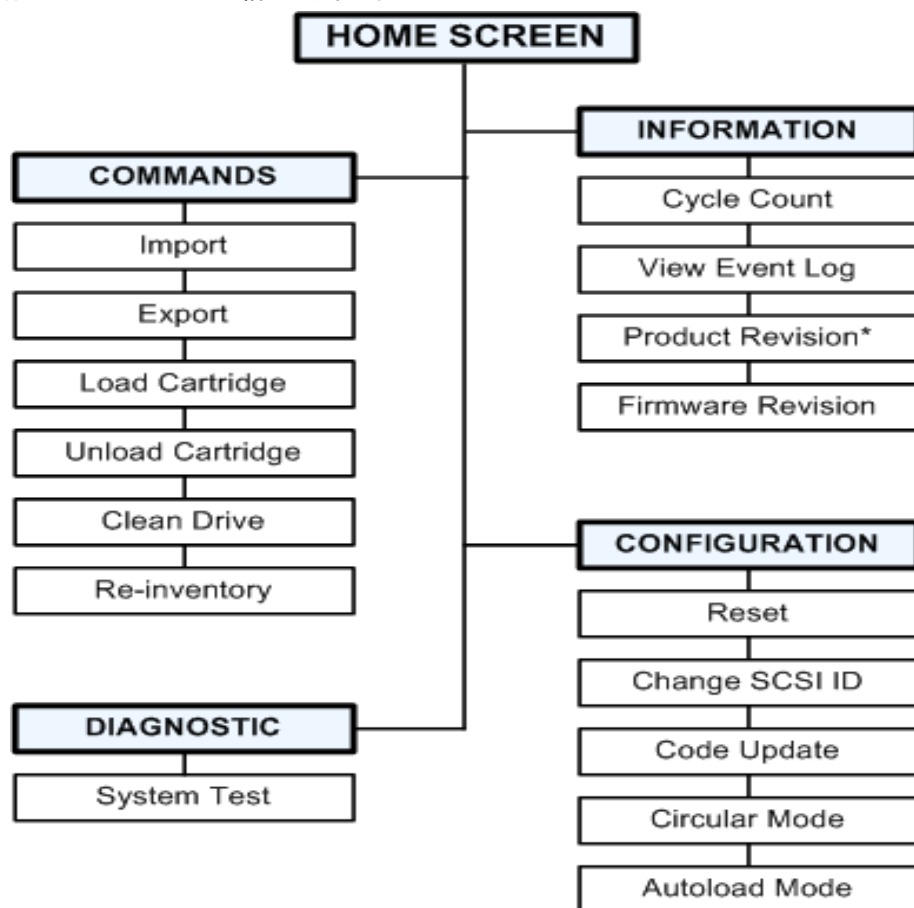 HOME SCREEN
COMMANDS
Import
Export
Load Cartridge
Unload Cartridge
Clean Drive
Re-inventory
DIAGNOSTIC
System Test
INFORMATION
Cycle Count
View Event Log
Product Revision*
Firmware Revision
CONFIGURATION
Reset
Change SCSI ID
Code Update
Circular Mode
Autoload Mode